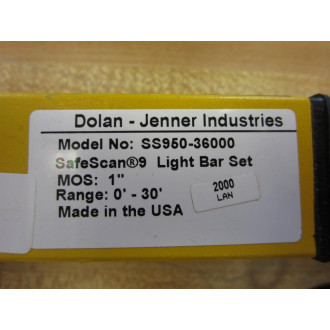 Dolan - Jenner Industries
Model No: SS950-36000
SafeScan®9 Light Bar Set
MOS: 1"
Range: 0' - 30'
Made in the USA
2000
LAN